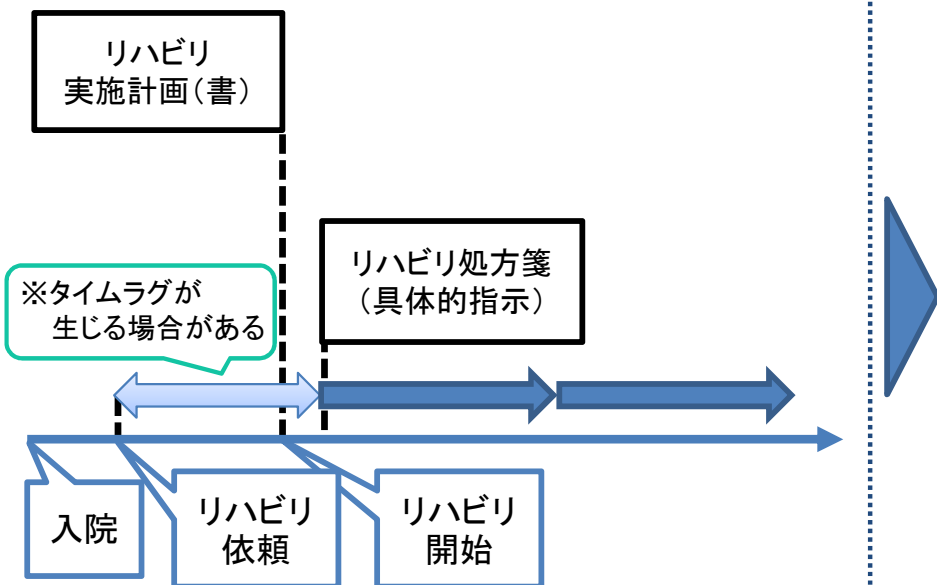 リハビリ
実施計画（書）
リハビリ処方箋
（具体的指示）
※タイムラグが
生じる場合がある
入院
リハビリ
依頼
リハビリ
開始